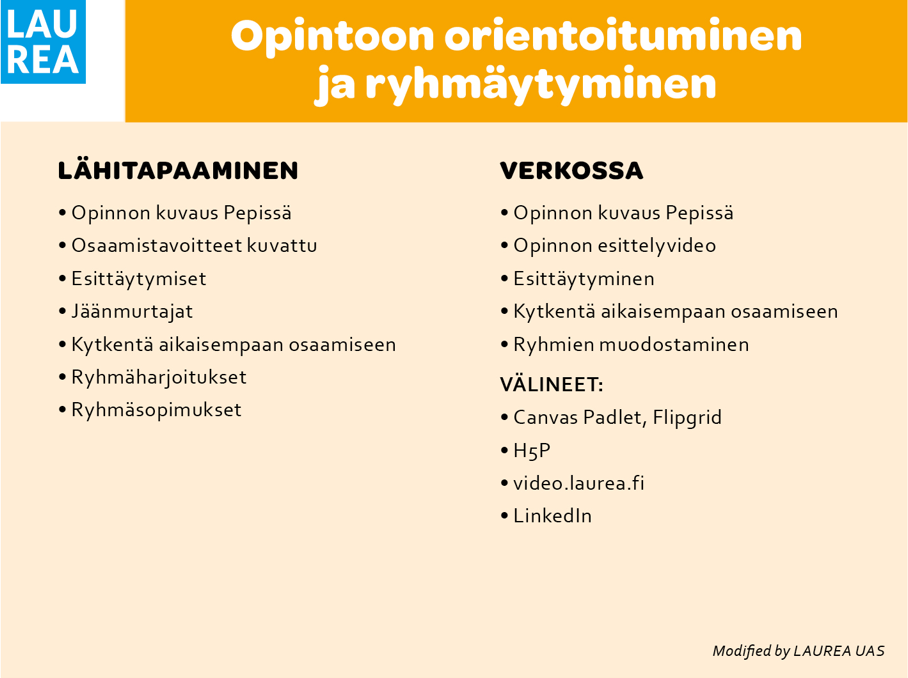 LAU
REA
Opintoon orientoituminen
ja ryhmäytyminen
LÄHITAPAAMINEN
• Opinnon kuvaus Pepissä
• Osaamistavoitteet kuvattu
• Esittäytymiset
• Jäänmurtajat
• Kytkentä aikaisempaan osaamiseen
• Ryhmäharjoitukset
• Ryhmäsopimukset
VERKOSSA
• Opinnon kuvaus Pepissä
• Opinnon esittelyvideo
• Esittäytyminen
• Kytkentä aikaisempaan osaamiseen
• Ryhmien muodostaminen
VÄLINEET:
• Canvas Padlet, Flipgrid
• H5P
• video.laurea.fi
• LinkedIn
Modified by LAUREA UAS